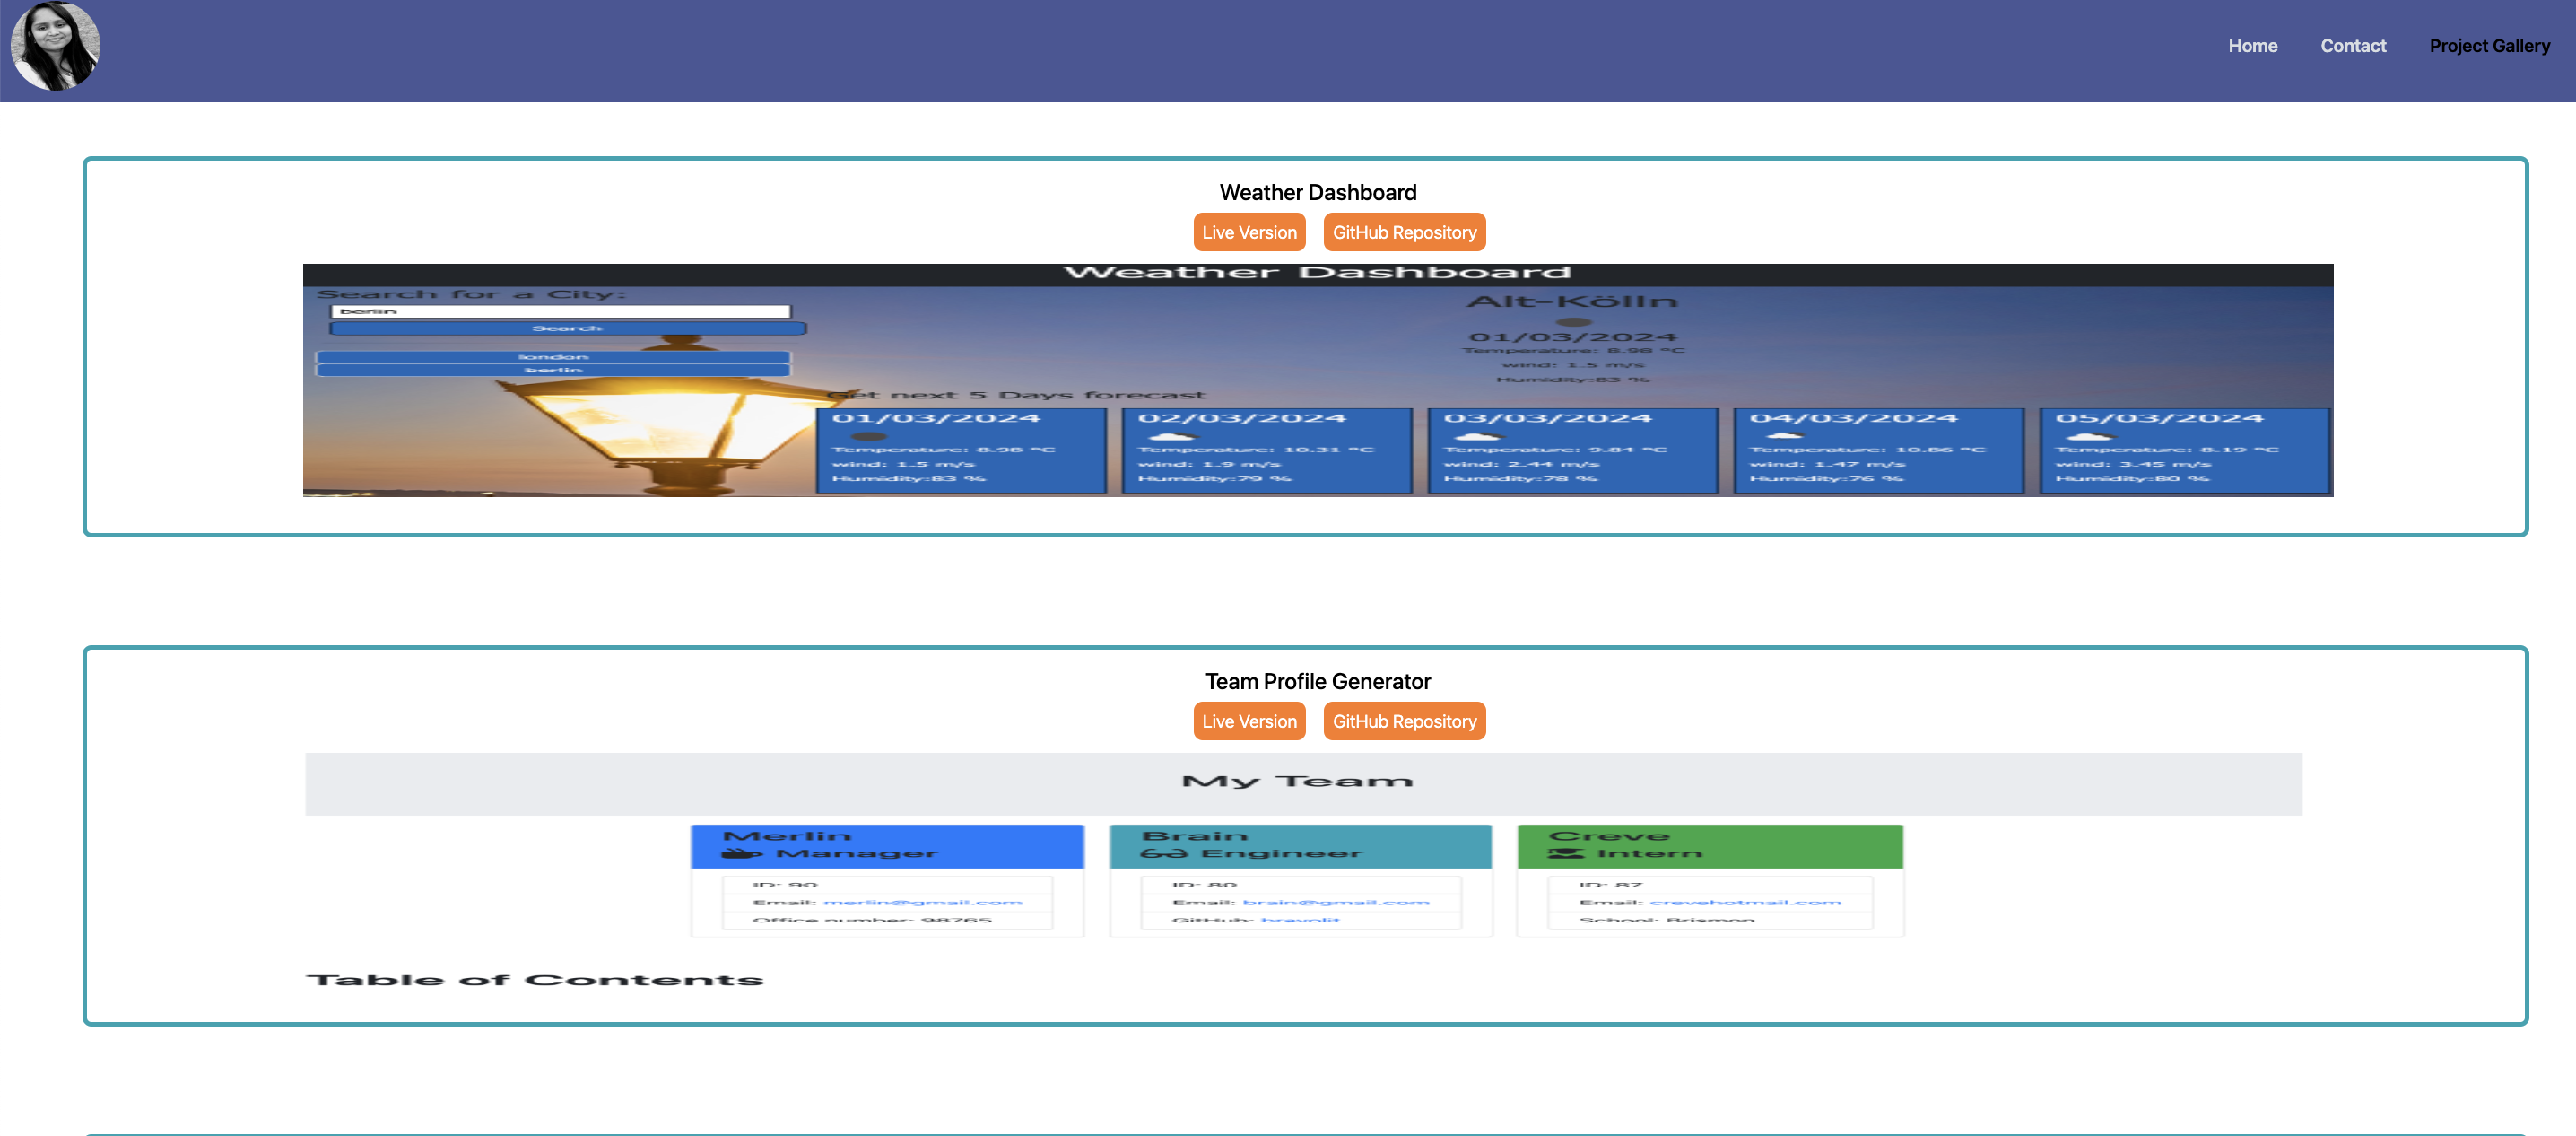 Home Contact Project Gallery
Weather Dashboard
Live Version GitHub Repository
Weather Dashboard
Search for a City:
berlin
Search
london
berlin
Alt-Kölln
01/03/2024
Temperature: 8.98 °C
wind: 1.5 m/s
Humidity:83 %
Get next 5 Days forecast
01/03/2024 02/03/2024 03/03/2024 04/03/2024 05/03/2024
Temperature: 8.98 °C Temperature: 10.31 °C Temperature: 9.84 °C Temperature: 10.86 °C Temperature: 8.19 °C
wind: 1.5 m/s wind: 1.9 m/s wind: 2.44 m/s wind: 1.47 m/s wind: 3.45 m/s
Humidity:83 % Humidity:79 % Humidity:78 % Humidity:76 % Humidity:80 %
Team Profile Generator
Live Version GitHub Repository
My Team
Merlin Brain Creve
Manager Engineer Intern
ID: 90 ID: 80 ID: 87
Email: merlin@gmail.com Email: brain@gmail.com Email: crevehotmail.com
Office number: 98765 GitHub: bravolit School: Brismon
Table of Contents